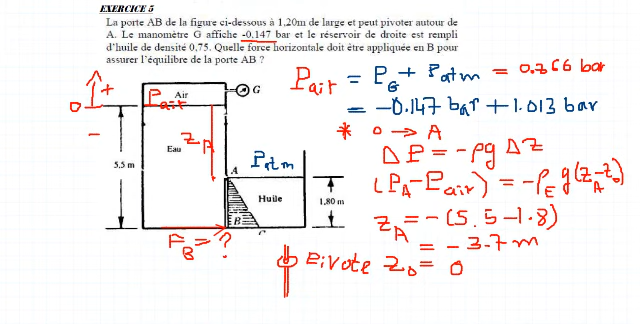 EXERCICE 5
La porte AB de la figure ci-dessous à 1,20m de large et peut pivoter autour de
A. Le manomètre G affiche -0,147 bar et le réservoir de droite est rempli
d'huile de densité 0,75. Quelle force horizontale doit être appliquée en B pour
assurer l'équilibre de la porte AB ?
P_air = P_G + P_atm = 0.866 bar
= -0.147 bar + 1.013 bar
* 0 → A
ΔP = -ρg ΔZ
(P_A - P_air) = -ρ_E g(Z_A - Z_0)
Z_A = -(5.5 - 1.8)
= -3.7 m
Z_0 = 0
0 +
-
Air
P_air
G
Z_A
Eau
5,5 m
P_atm
A
Huile
1,80 m
B
C
F_B = ?
Pivote